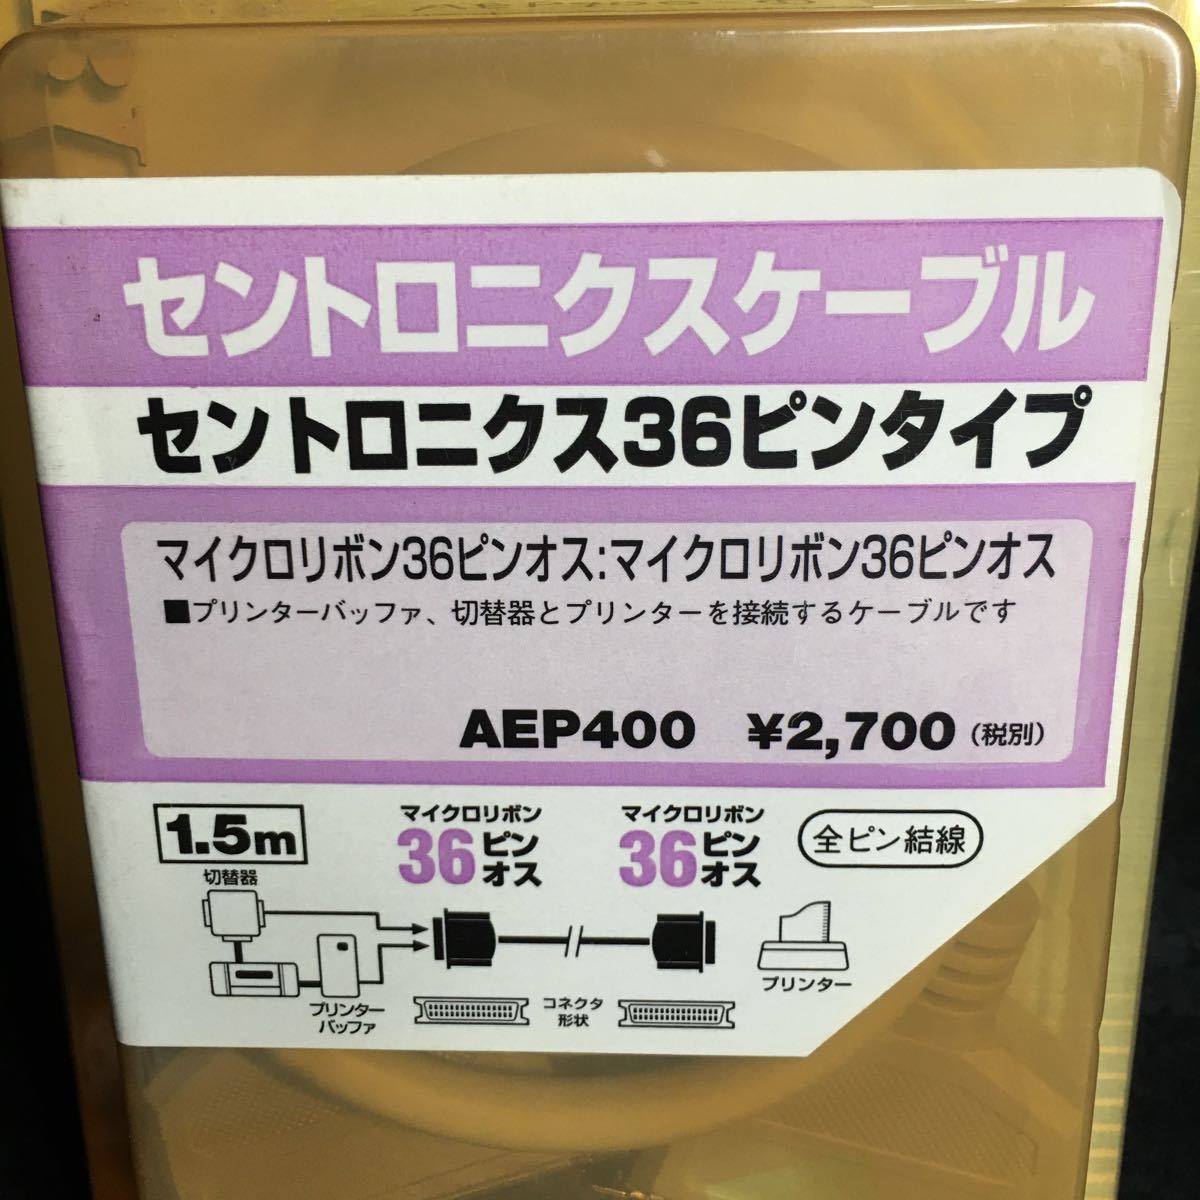 セントロニクスケーブル
セントロニクス36ピンタイプ
マイクロリボン36ピンオス:マイクロリボン36ピンオス
■プリンターバッファ、切替器とプリンターを接続するケーブルです
AEP400 ¥2,700(税別)
1.5m
マイクロリボン
36ピンオス
マイクロリボン
36ピンオス
全ピン結線
切替器
プリンターバッファ
コネクタ形状
プリンター